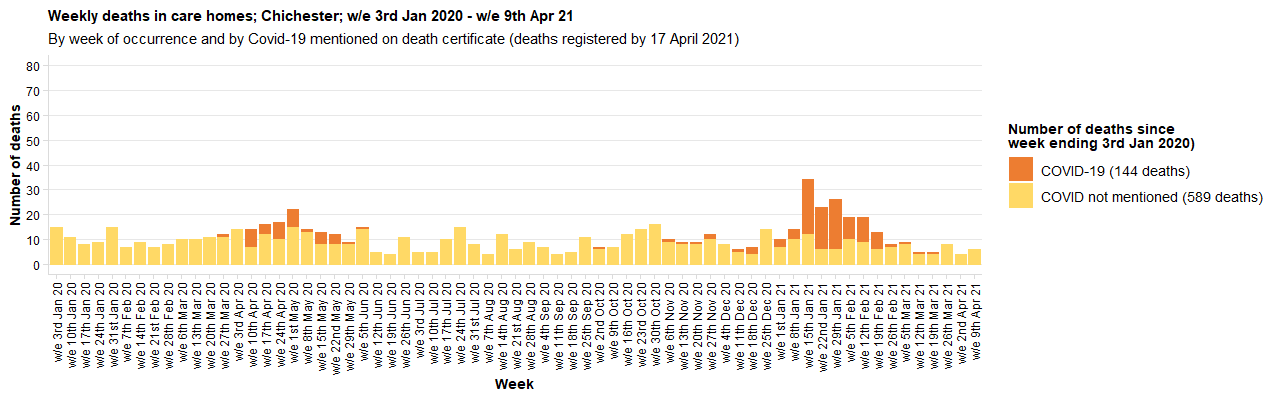 Weekly deaths in care homes; Chichester; w/e 3rd Jan 2020 - w/e 9th Apr 21
By week of occurrence and by Covid-19 mentioned on death certificate (deaths registered by 17 April 2021)
Number of deaths
80
70
60
50
40
30
20
10
0
w/e 3rd Jan 20
w/e 10th Jan 20
w/e 17th Jan 20
w/e 24th Jan 20
w/e 31st Jan 20
w/e 7th Feb 20
w/e 14th Feb 20
w/e 21st Feb 20
w/e 28th Feb 20
w/e 6th Mar 20
w/e 13th Mar 20
w/e 20th Mar 20
w/e 27th Mar 20
w/e 3rd Apr 20
w/e 10th Apr 20
w/e 17th Apr 20
w/e 24th Apr 20
w/e 1st May 20
w/e 8th May 20
w/e 15th May 20
w/e 22nd May 20
w/e 29th May 20
w/e 5th Jun 20
w/e 12th Jun 20
w/e 19th Jun 20
w/e 26th Jun 20
w/e 3rd Jul 20
w/e 10th Jul 20
w/e 17th Jul 20
w/e 24th Jul 20
w/e 31st Jul 20
w/e 7th Aug 20
w/e 14th Aug 20
w/e 21st Aug 20
w/e 28th Aug 20
w/e 4th Sep 20
w/e 11th Sep 20
w/e 18th Sep 20
w/e 25th Sep 20
w/e 2nd Oct 20
w/e 9th Oct 20
w/e 16th Oct 20
w/e 23rd Oct 20
w/e 30th Oct 20
w/e 6th Nov 20
w/e 13th Nov 20
w/e 20th Nov 20
w/e 27th Nov 20
w/e 4th Dec 20
w/e 11th Dec 20
w/e 18th Dec 20
w/e 25th Dec 20
w/e 1st Jan 21
w/e 8th Jan 21
w/e 15th Jan 21
w/e 22nd Jan 21
w/e 29th Jan 21
w/e 5th Feb 21
w/e 12th Feb 21
w/e 19th Feb 21
w/e 26th Feb 21
w/e 5th Mar 21
w/e 12th Mar 21
w/e 19th Mar 21
w/e 26th Mar 21
w/e 2nd Apr 21
w/e 9th Apr 21
Week
Number of deaths since
week ending 3rd Jan 2020)
COVID-19 (144 deaths)
COVID not mentioned (589 deaths)